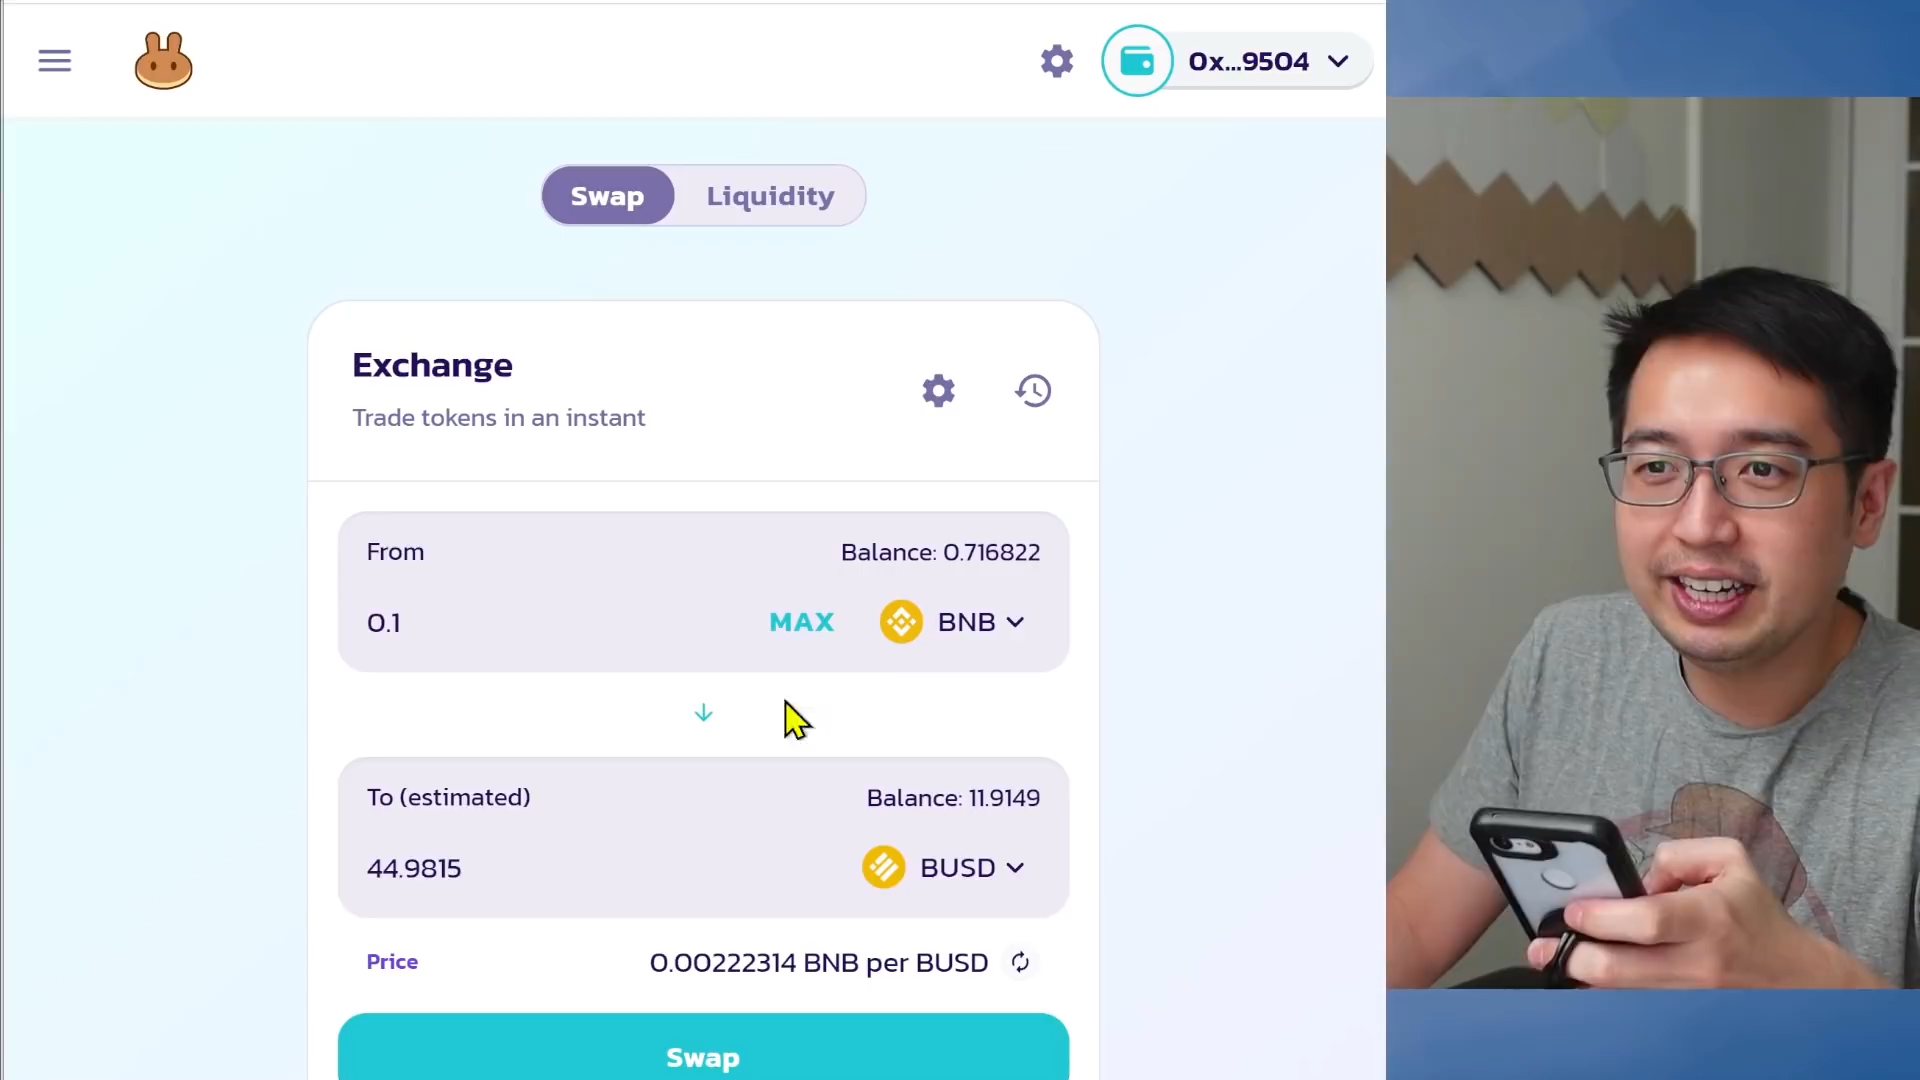 0x...9504
Swap
Liquidity
Exchange
Trade tokens in an instant
From
Balance: 0.716822
0.1
MAX
BNB
To (estimated)
Balance: 11.9149
44.9815
BUSD
Price
0.00222314 BNB per BUSD
Swap